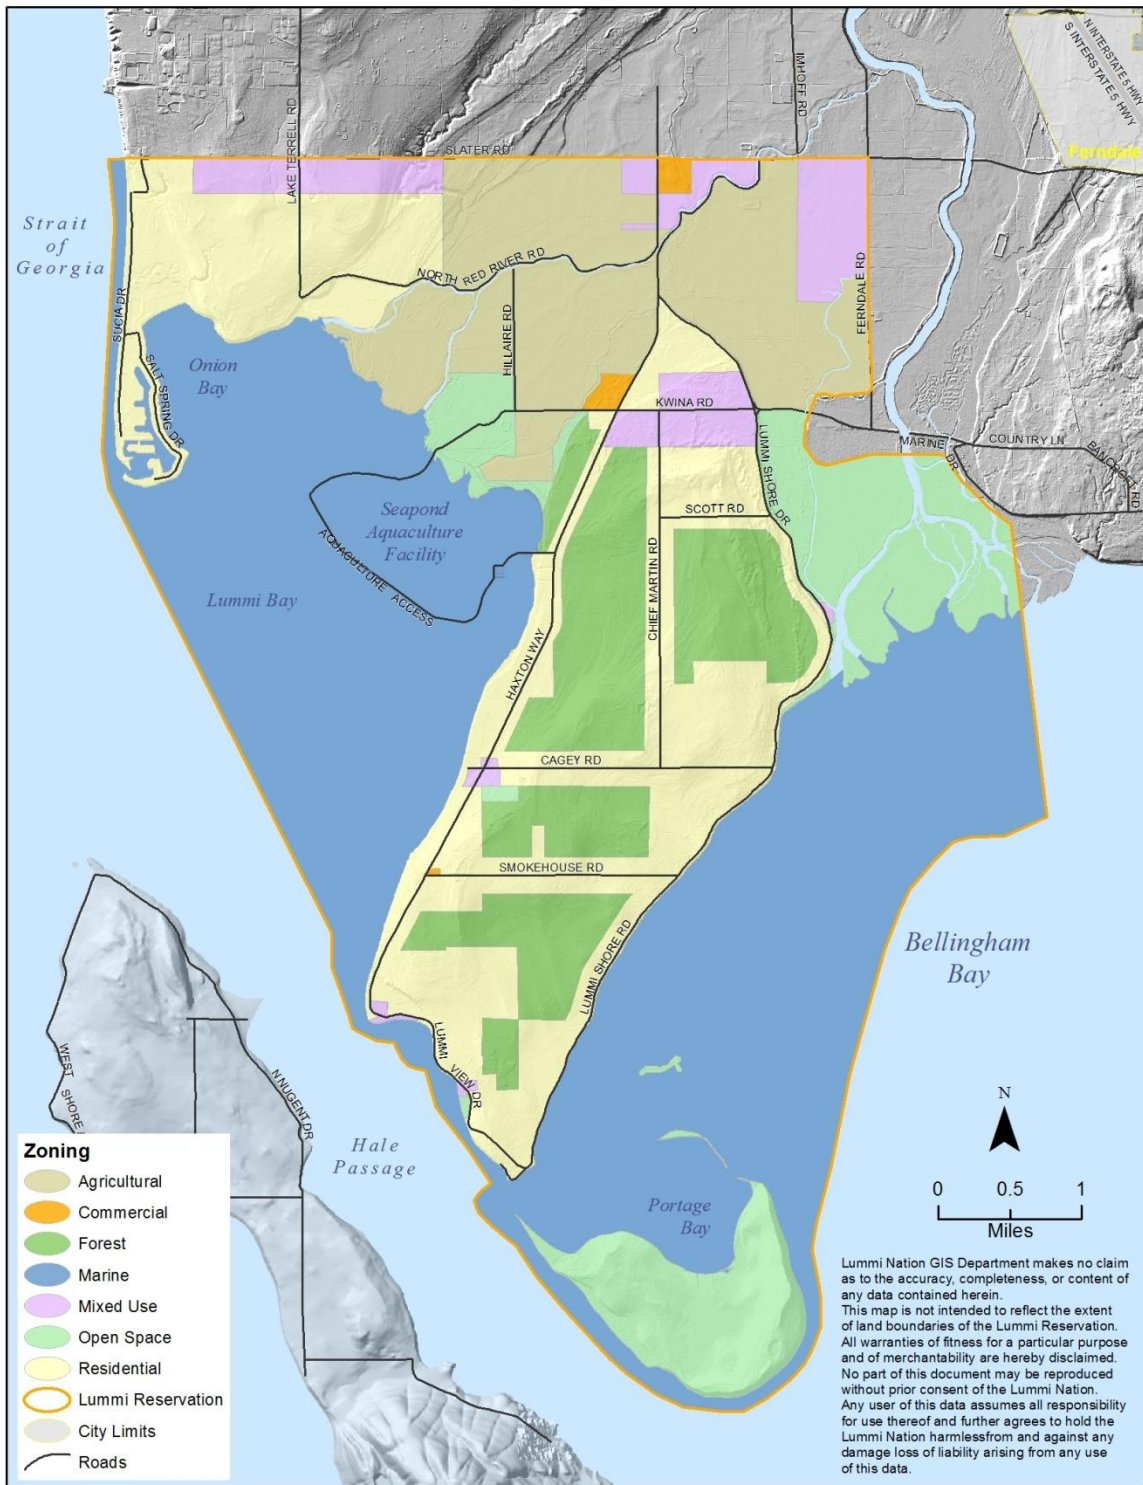 N INTERSTATE 5 HWY
S INTERSTATE 5 HWY
IMHOFF RD
LAKE TERRELL RD
SLATER RD
Ferndale
Strait
of
Georgia
NORTH RED RIVER RD
SUCIA DR
HILLAIRE RD
FERNDALE RD
Onion
Bay
SALT SPRING DR
KWINA RD
LUMMI SHORE DR
MARINE DR
COUNTRY LN
BANCROFT RD
Seapond
Aquaculture
Facility
SCOTT RD
AQUACULTURE ACCESS
CHIEF MARTIN RD
Lummi Bay
HAXTON WAY
CAGEY RD
SMOKEHOUSE RD
LUMMI SHORE RD
Bellingham
Bay
WEST SHORE
N NUGENT DR
LUMMI VIEW DR
Hale
Passage
Portage
Bay
N
0 0.5 1
Miles
Zoning
Agricultural
Commercial
Forest
Marine
Mixed Use
Open Space
Residential
Lummi Reservation
City Limits
Roads
Lummi Nation GIS Department makes no claim
as to the accuracy, completeness, or content of
any data contained herein.
This map is not intended to reflect the extent
of land boundaries of the Lummi Reservation.
All warranties of fitness for a particular purpose
and of merchantability are hereby disclaimed.
No part of this document may be reproduced
without prior consent of the Lummi Nation.
Any user of this data assumes all responsibility
for use thereof and further agrees to hold the
Lummi Nation harmlessfrom and against any
damage loss of liability arising from any use
of this data.